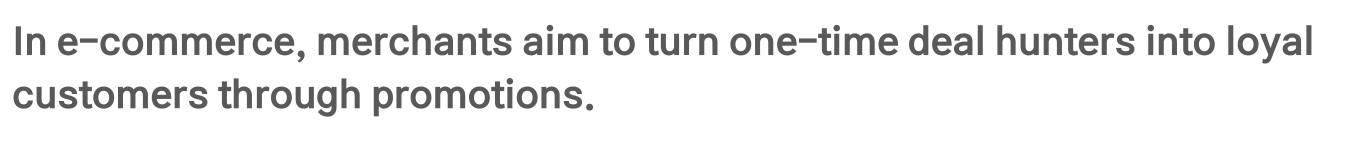 In e-commerce, merchants aim to turn one-time deal hunters into loyal
customers through promotions.